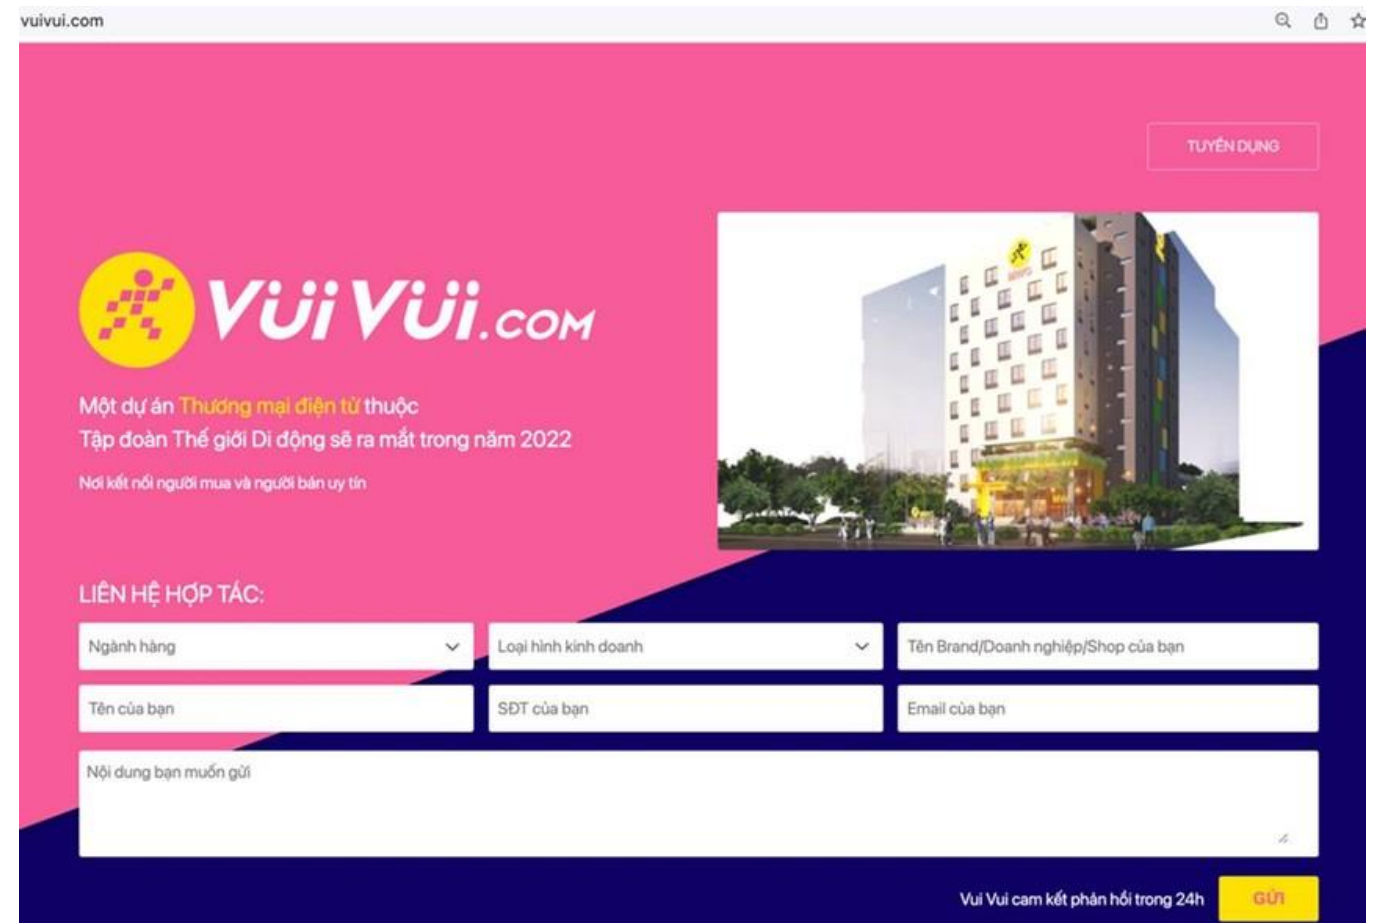 vuivui.com
TUYỂN DỤNG
MWG
VÜi VÜi.COM
Một dự án Thương mại điện tử thuộc
Tập đoàn Thế giới Di động sẽ ra mắt trong năm 2022
Nơi kết nối người mua và người bán uy tín
LIÊN HỆ HỢP TÁC:
Ngành hàng
Loại hình kinh doanh
Tên Brand/Doanh nghiệp/Shop của bạn
Tên của bạn
SĐT của bạn
Email của bạn
Nội dung bạn muốn gửi
Vui Vui cam kết phản hồi trong 24h
GỬI